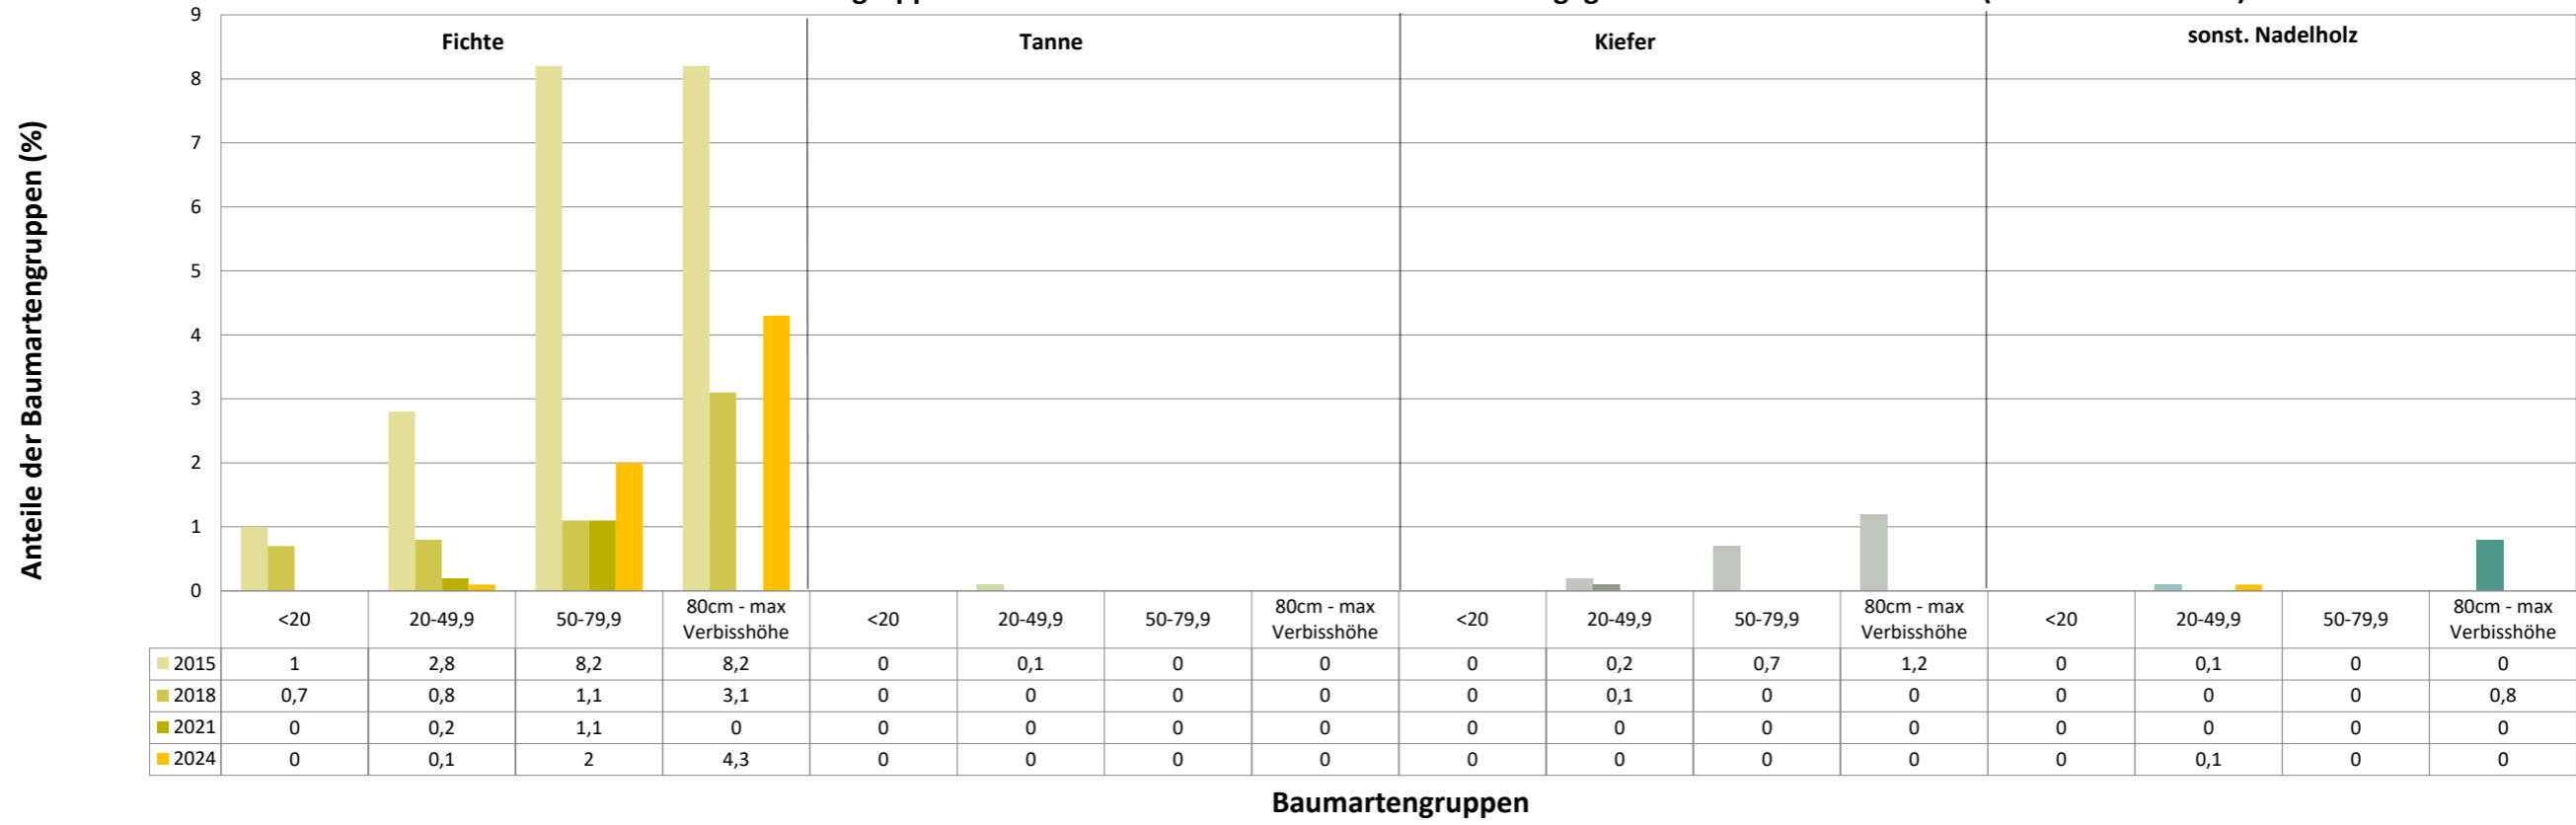 9
Fichte Tanne Kiefer sonst. Nadelholz
8
7
6
5
4
3
2
1
0
Anteile der Baumartengruppen (%)
<20 20-49,9 50-79,9 80cm - max Verbisshöhe <20 20-49,9 50-79,9 80cm - max Verbisshöhe <20 20-49,9 50-79,9 80cm - max Verbisshöhe <20 20-49,9 50-79,9 80cm - max Verbisshöhe
2015 1 2,8 8,2 8,2 0 0,1 0 0 0 0,2 0,7 1,2 0 0,1 0 0
2018 0,7 0,8 1,1 3,1 0 0 0 0 0 0,1 0 0 0 0 0 0,8
2021 0 0,2 1,1 0 0 0 0 0 0 0 0 0 0 0 0 0
2024 0 0,1 2 4,3 0 0 0 0 0 0 0 0 0 0,1 0 0
Baumartengruppen